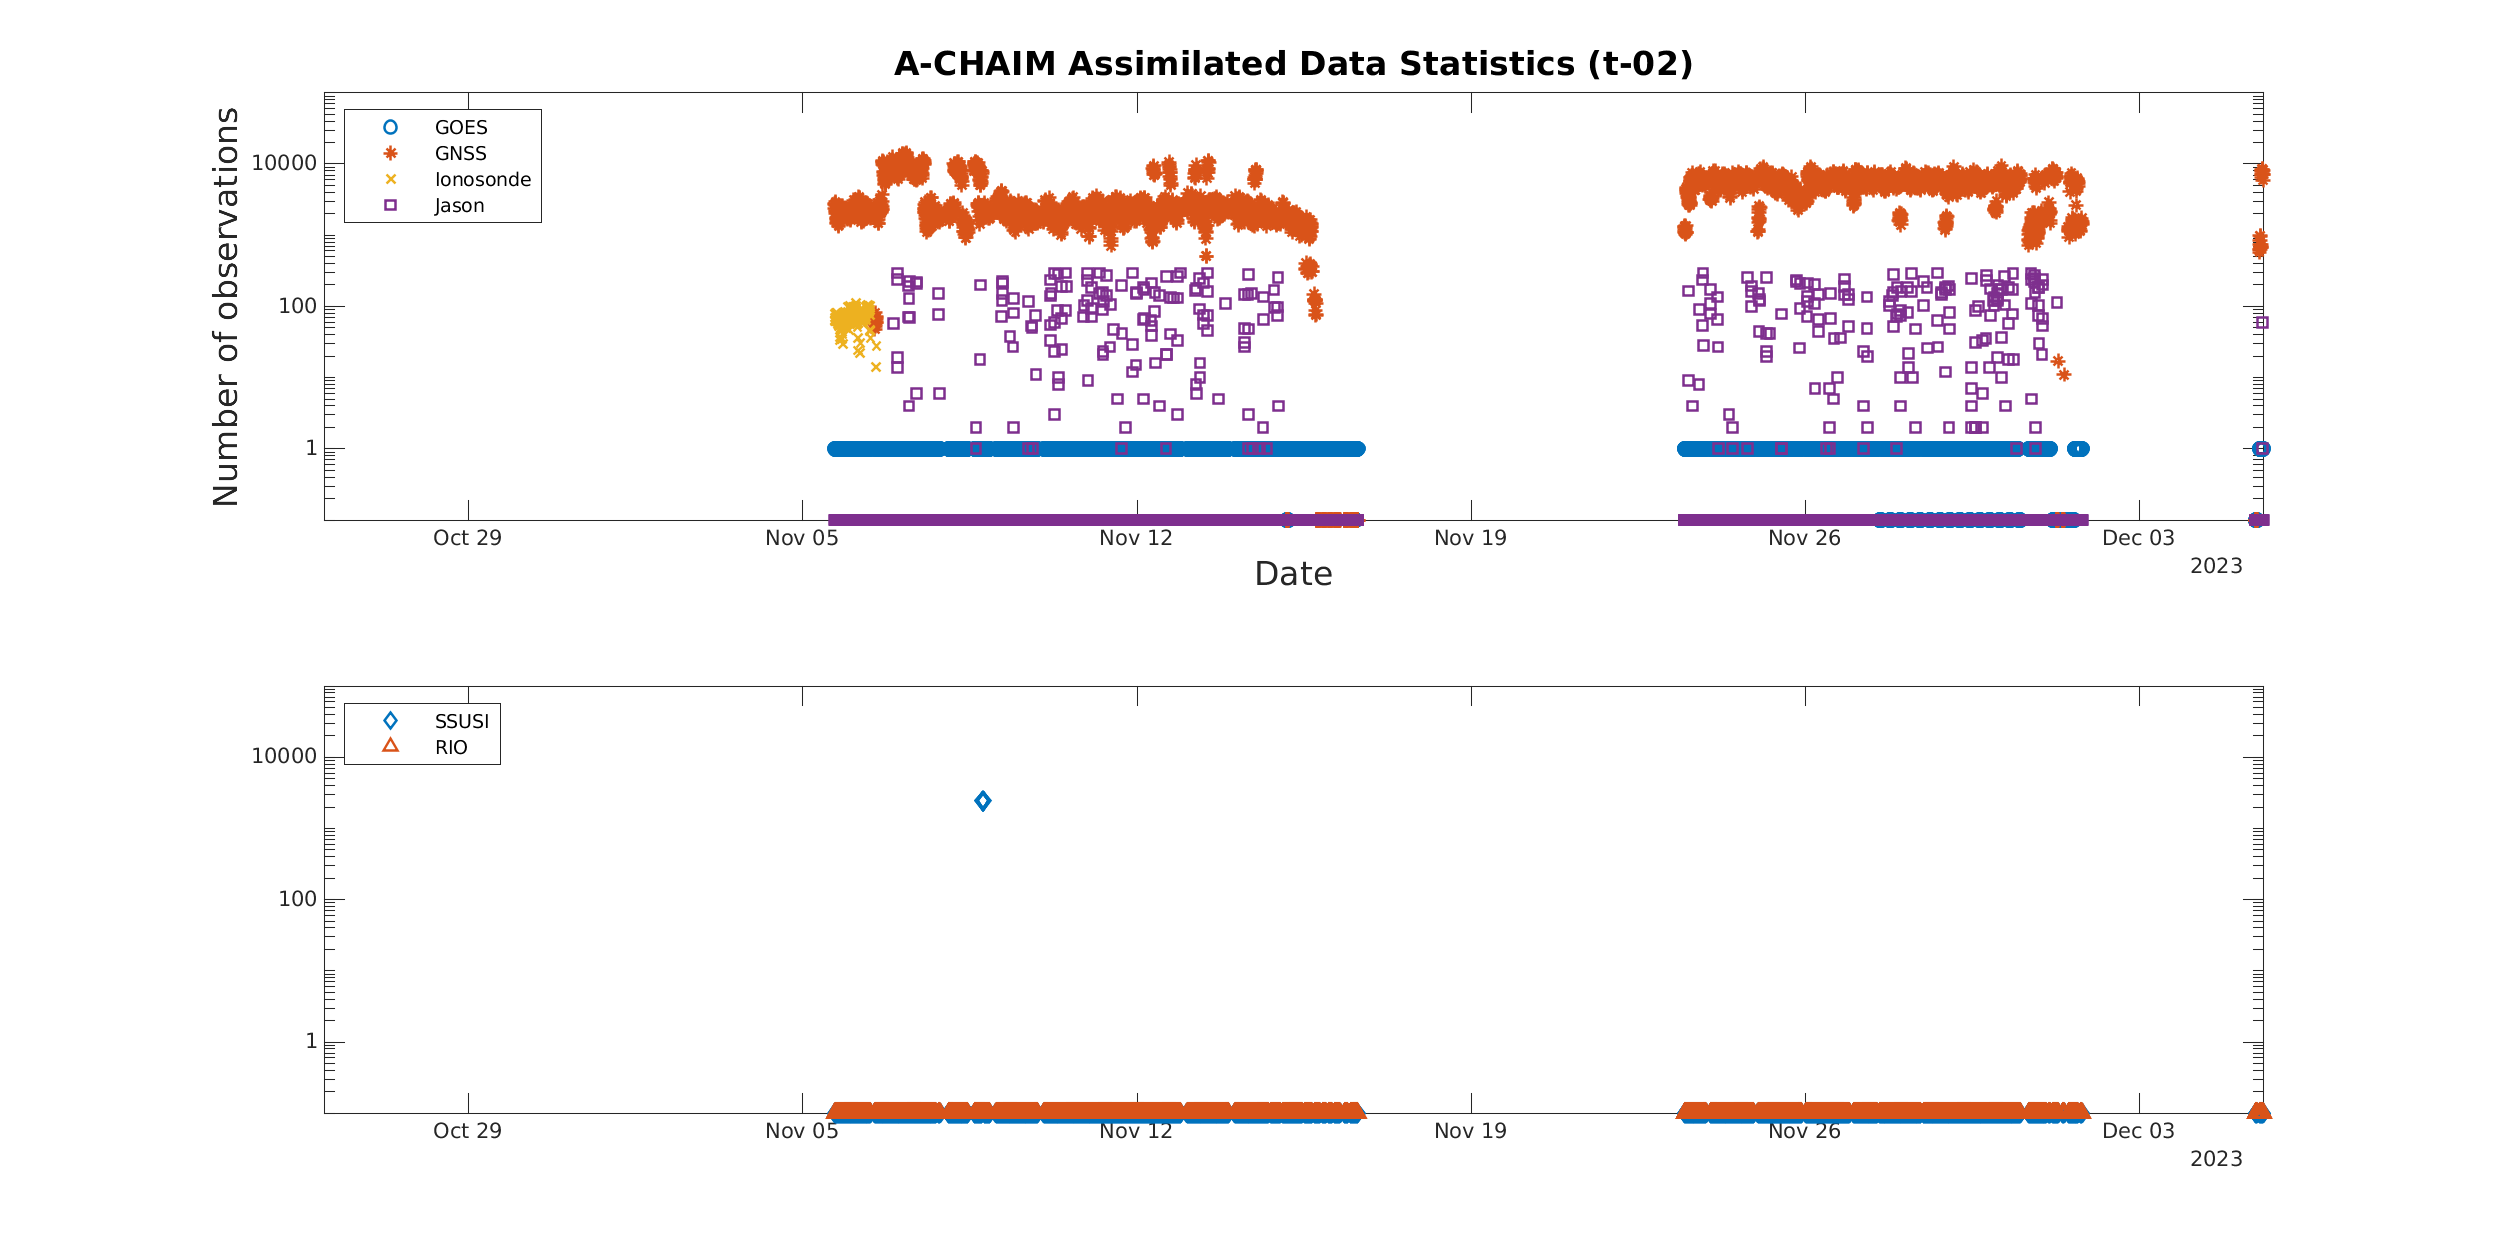 A-CHAIM Assimilated Data Statistics (t-02)
Number of observations
10000
100
1
GOES
GNSS
Ionosonde
Jason
Oct 29
Nov 05
Nov 12
Nov 19
Nov 26
Dec 03
2023
Date
10000
100
1
SSUSI
RIO
Oct 29
Nov 05
Nov 12
Nov 19
Nov 26
Dec 03
2023